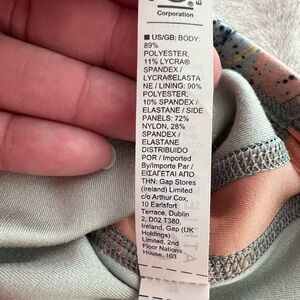 Corporation
■ US/GB: BODY:
89%
POLYESTER,
11% LYCRA®
SPANDEX /
LYCRA®ELASTA
NE / LINING: 90%
POLYESTER,
10% SPANDEX /
ELASTANE / SIDE
PANELS: 72%
NYLON, 28%
SPANDEX /
ELASTANE
DISTRIBUIDO
POR / Imported
By/Importe Par /
ΕΙΣΑΓΕΤΑΙ ΑΠΟ
ΤΗΝ: Gap Stores
(Ireland) Limited
c/o Arthur Cox,
10 Earlsfort
Terrace, Dublin
2, D02 T380,
Ireland, Gap (UK
Holdings)
Limited, 2nd
Floor Nations
House, 103